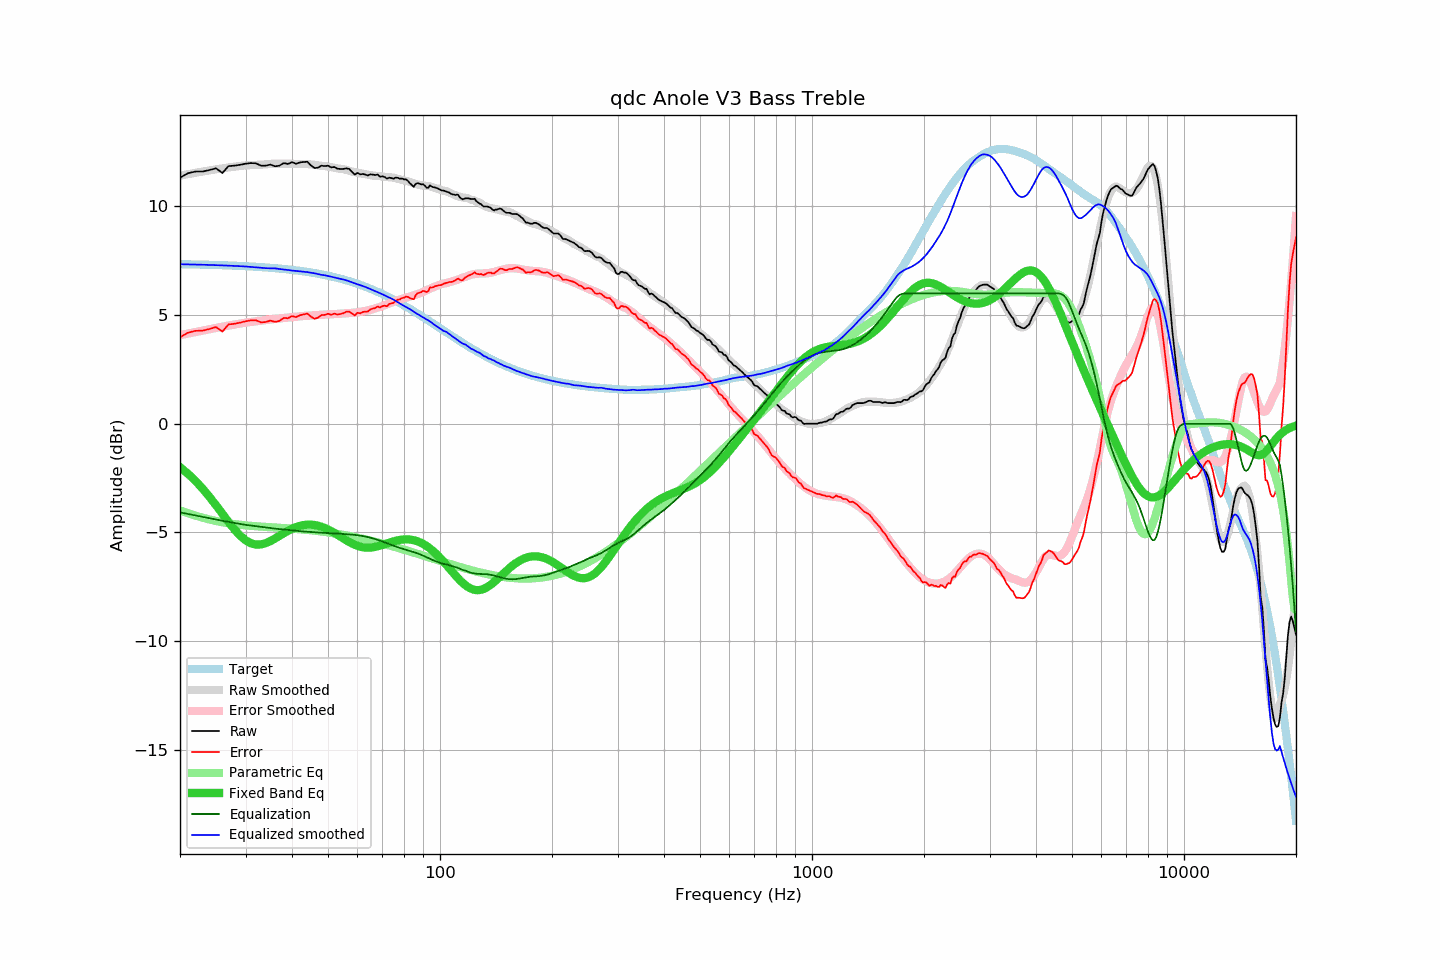 qdc Anole V3 Bass Treble
Amplitude (dBr)
10
5
0
−5
−10
−15
Target
Raw Smoothed
Error Smoothed
Raw
Error
Parametric Eq
Fixed Band Eq
Equalization
Equalized smoothed
100
1000
10000
Frequency (Hz)